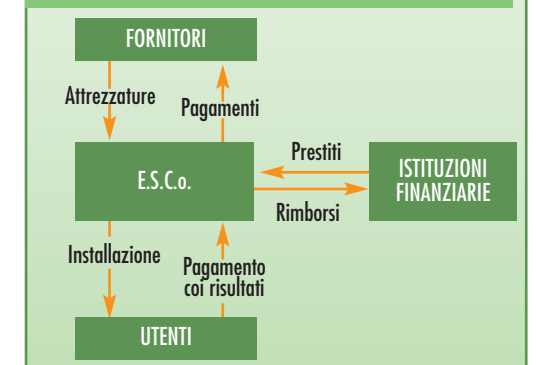 FORNITORI
Attrezzature
Pagamenti
Prestiti
E.S.C.o.
ISTITUZIONI
FINANZIARIE
Rimborsi
Installazione
Pagamento
coi risultati
UTENTI